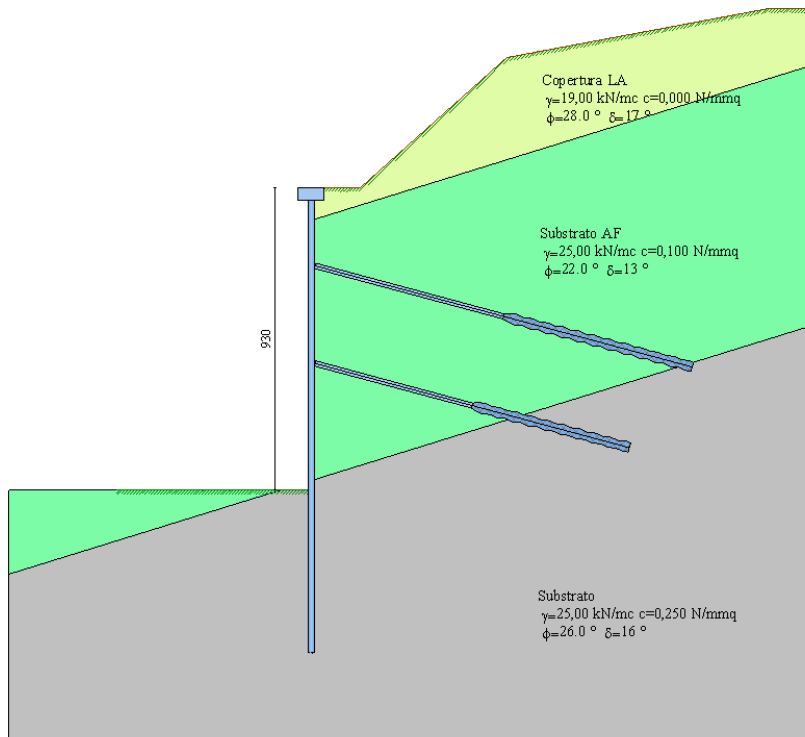 Copertura LA
γ=19,00 kN/mc c=0,000 N/mmq
ϕ=28.0 ° δ=17 °
Substrato AF
γ=25,00 kN/mc c=0,100 N/mmq
ϕ=22.0 ° δ=13 °
930
Substrato
γ=25,00 kN/mc c=0,250 N/mmq
ϕ=26.0 ° δ=16 °